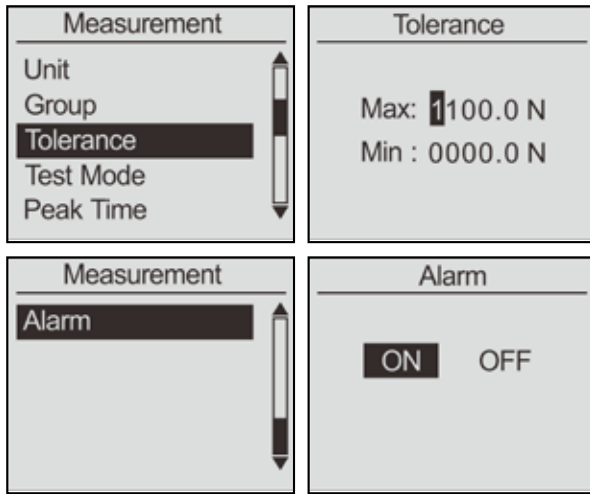 Measurement
Unit
Group
Tolerance
Test Mode
Peak Time
Tolerance
Max: 1100.0 N
Min : 0000.0 N
Measurement
Alarm
Alarm
ON OFF